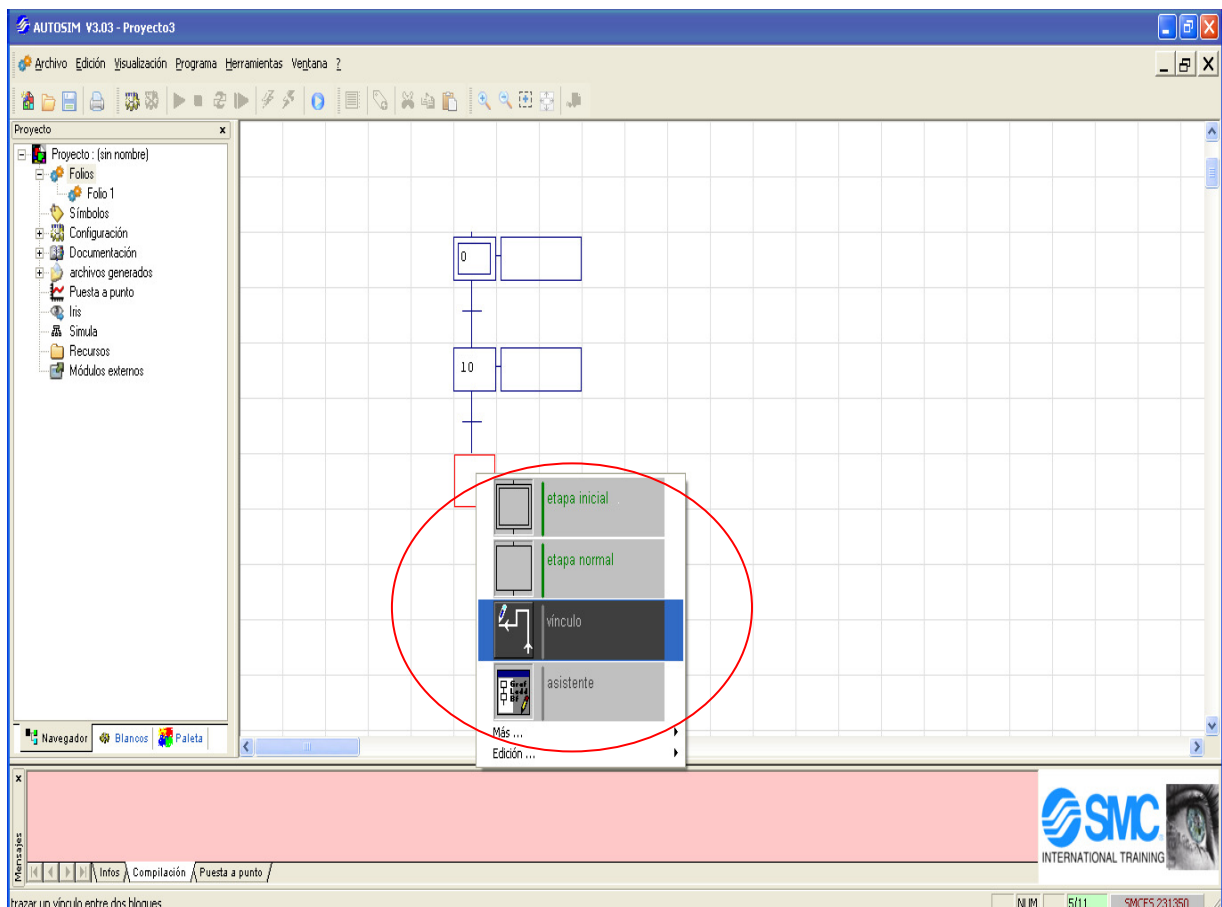 AUTOSIM V3.03 - Proyecto3
Archivo Edición Visualización Programa Herramientas Ventana ?
Proyecto x
Proyecto : (sin nombre)
Folios
Folio 1
Símbolos
Configuración
Documentación
archivos generados
Puesta a punto
Iris
Simula
Recursos
Módulos externos
0
10
etapa inicial
etapa normal
vínculo
asistente
Más ...
Edición ...
Navegador Blancos Paleta
x
Mensajes
Infos Compilación Puesta a punto
SMC
INTERNATIONAL TRAINING
trazar un vínculo entre dos bloques
NUM 5/11 SMCES 231350